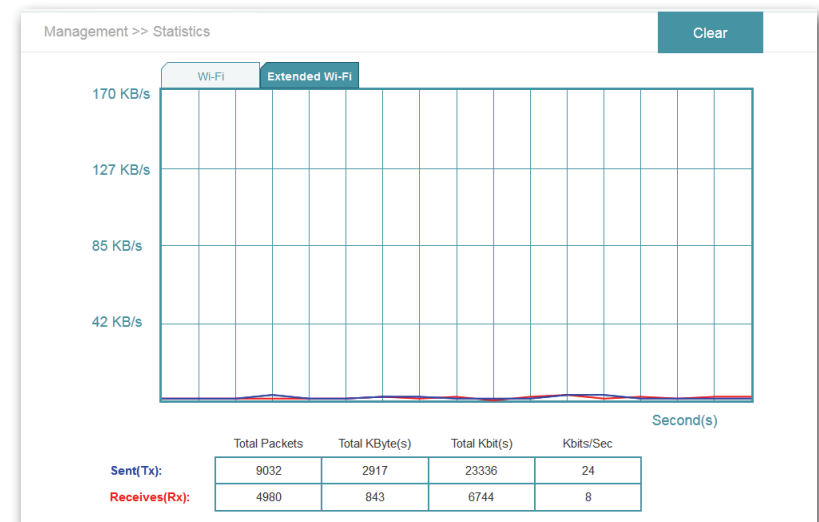 Management >> Statistics
Clear
Wi-Fi
Extended Wi-Fi
170 KB/s
127 KB/s
85 KB/s
42 KB/s
Second(s)
Total Packets Total KByte(s) Total Kbit(s) Kbits/Sec
Sent(Tx): 9032 2917 23336 24
Receives(Rx): 4980 843 6744 8